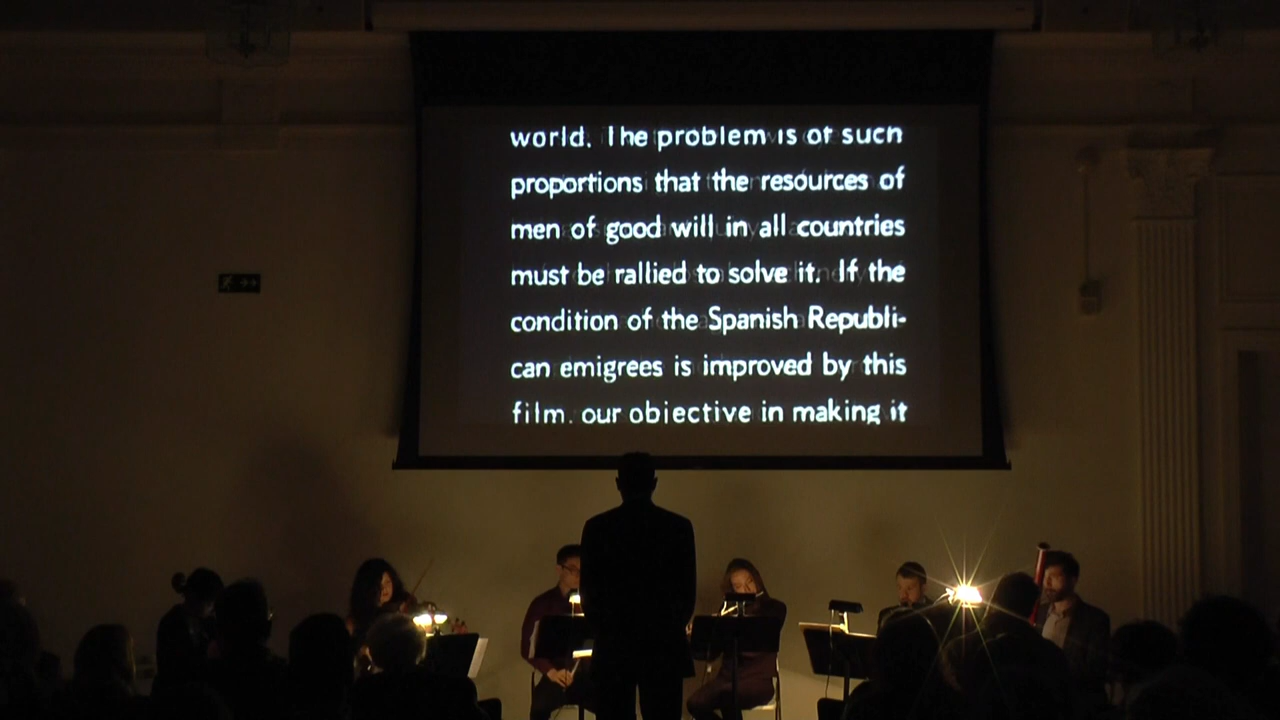 world. The problem is of such
proportions that the resources of
men of good will in all countries
must be rallied to solve it. If the
condition of the Spanish Republi-
can emigrees is improved by this
film, our objective in making it